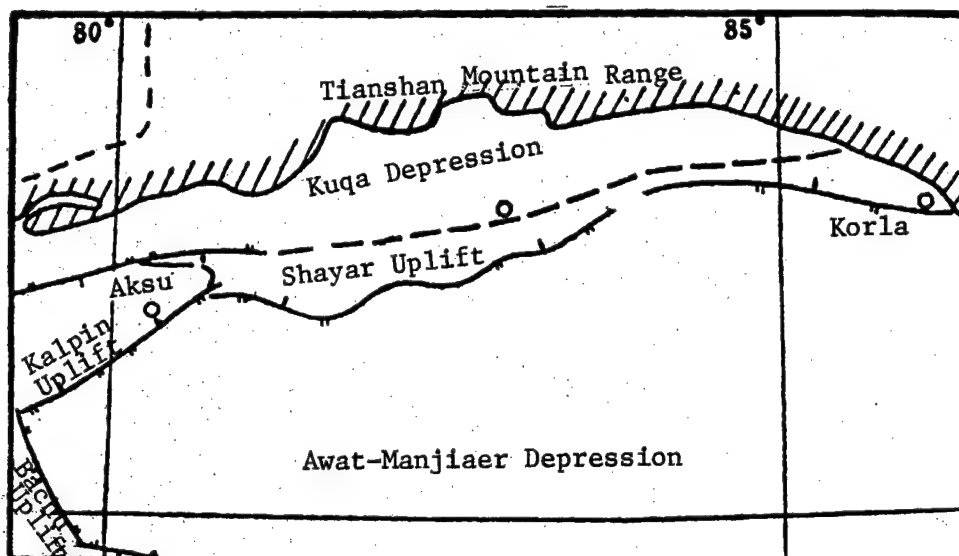 80°
85°
Tianshan Mountain Range
Kuqa Depression
Korla
Shayar Uplift
Aksu
Kalpin
Uplift
Awat-Manjiaer Depression
Bachu
Uplift